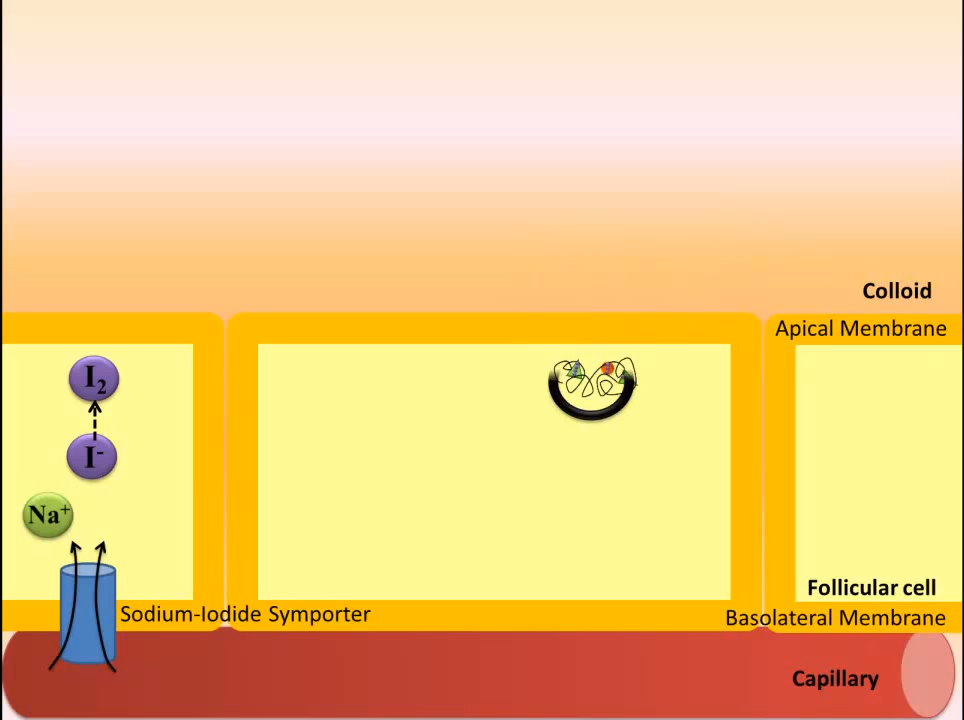 Colloid
Apical Membrane
I₂
I⁻
Na⁺
Follicular cell
Sodium-Iodide Symporter
Basolateral Membrane
Capillary